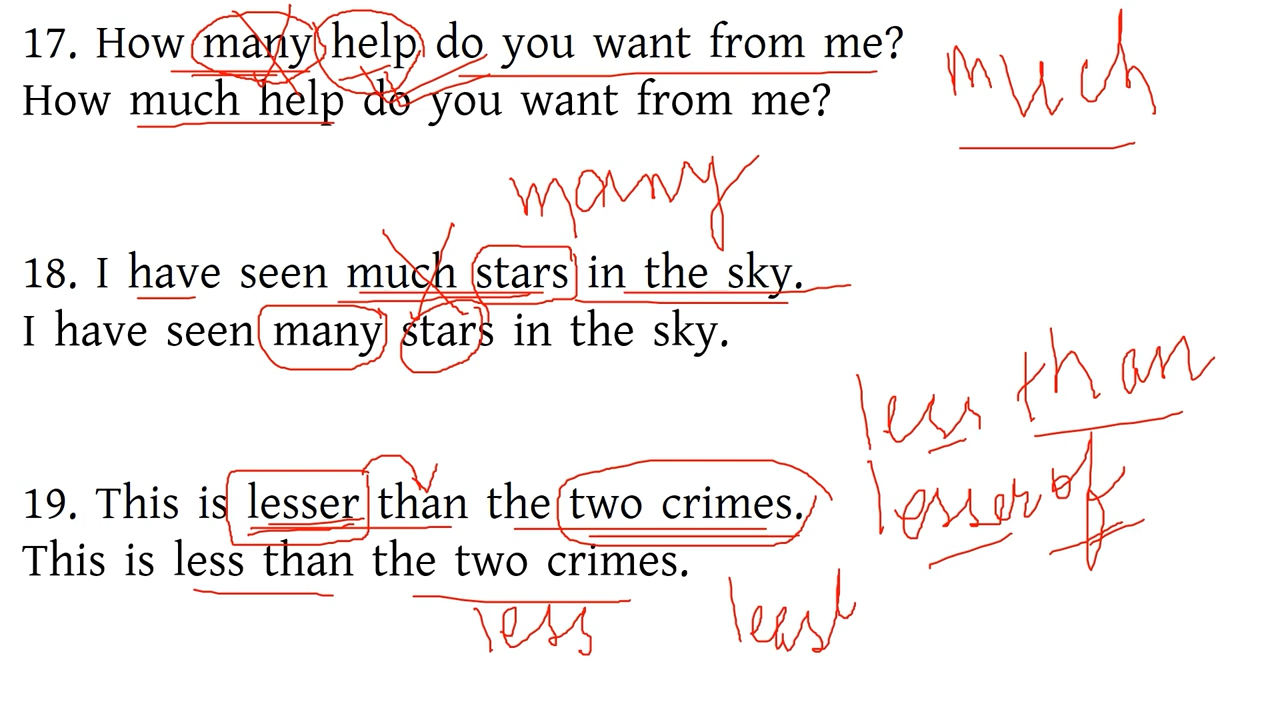 17. How many help do you want from me?
much
How much help do you want from me?
many
18. I have seen much stars in the sky.
I have seen many stars in the sky.
less than
19. This is lesser than the two crimes.
lesser of
This is less than the two crimes.
less least